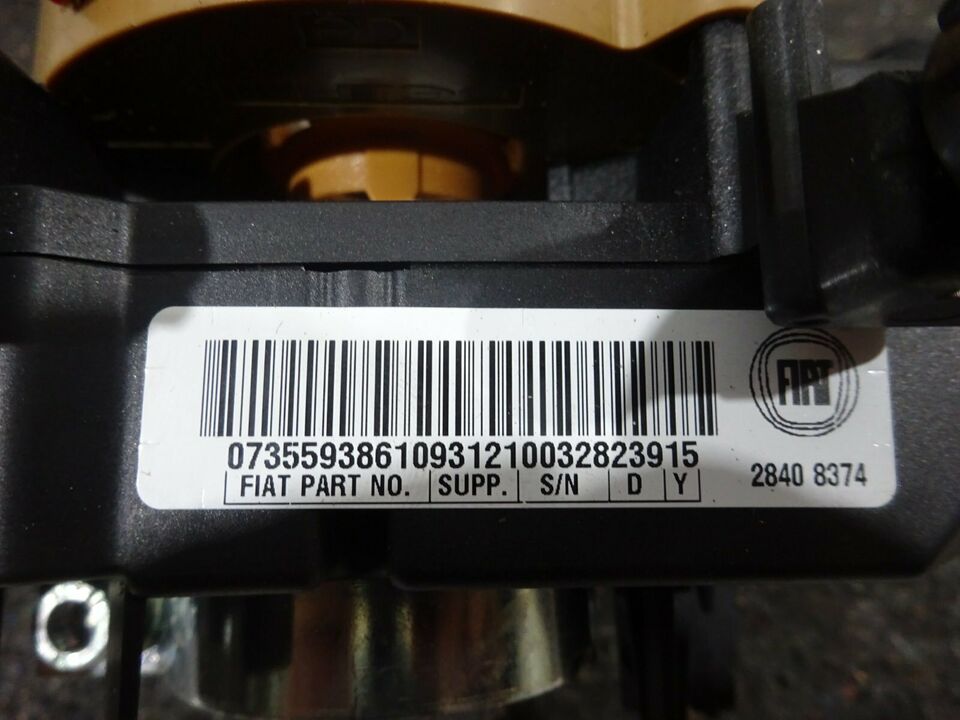 07355938610931210032823915
FIAT PART NO. SUPP. S/N D Y
FIAT
2840 8374